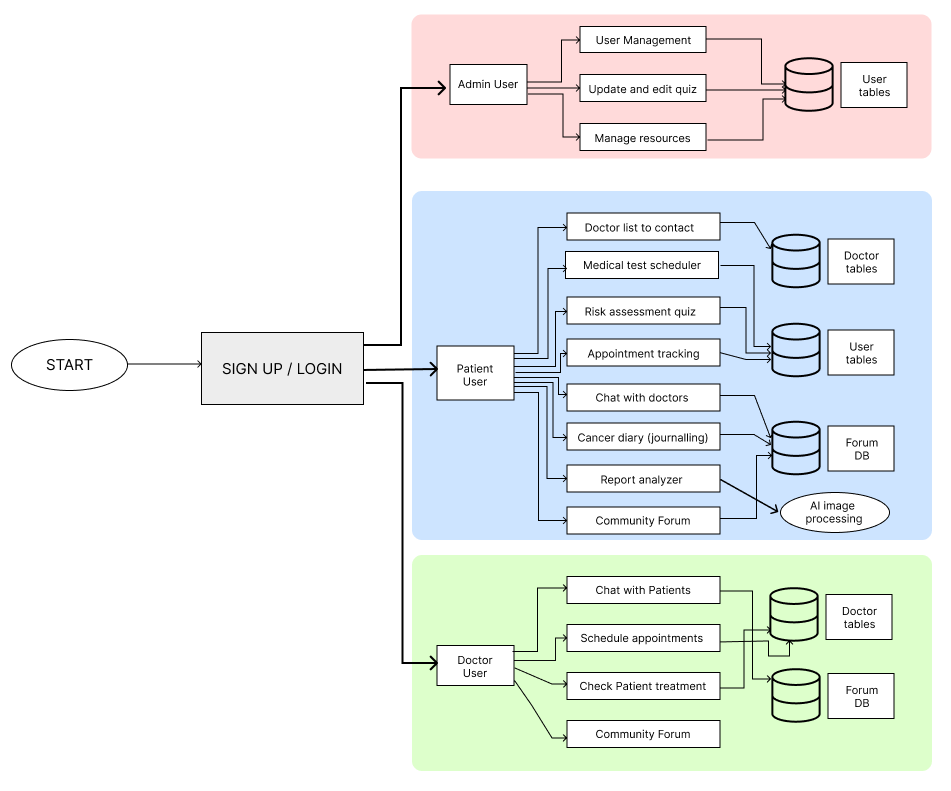 START
SIGN UP / LOGIN
Admin User
User Management
Update and edit quiz
Manage resources
User
tables
Patient
User
Doctor list to contact
Medical test scheduler
Risk assessment quiz
Appointment tracking
Chat with doctors
Cancer diary (journalling)
Report analyzer
Community Forum
Doctor
tables
User
tables
Forum
DB
AI image
processing
Doctor
User
Chat with Patients
Schedule appointments
Check Patient treatment
Community Forum
Doctor
tables
Forum
DB